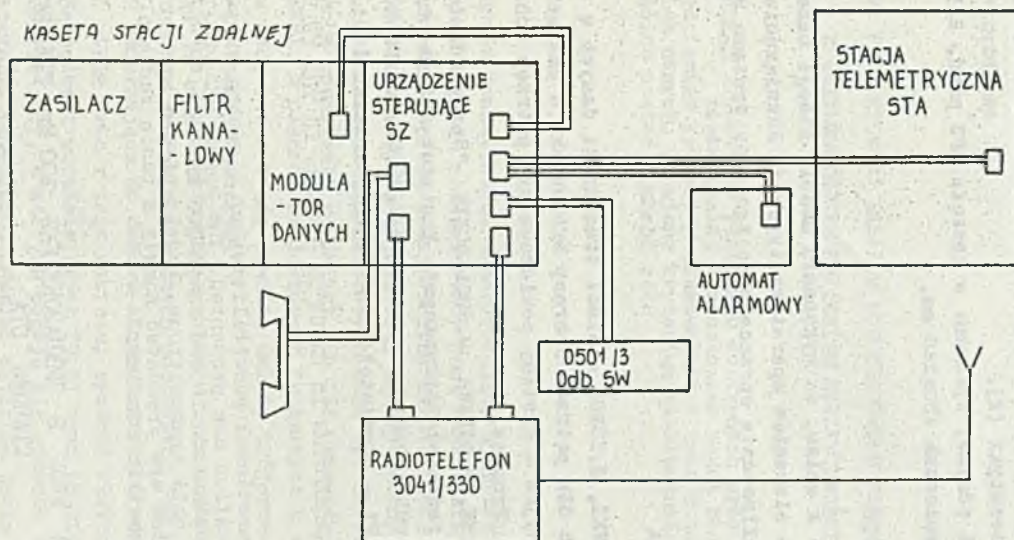 KASETA STACJI ZDALNEJ
ZASILACZ
FILTR
KANA-
-ŁOWY
MODULA
-TOR
DANYCH
URZĄDZENIE
STERUJĄCE
SZ
STACJA
TELEMETRYCZNA
STA
AUTOMAT
ALARMOWY
0501/3
Odb. SW
RADIOTELEFON
3041/330